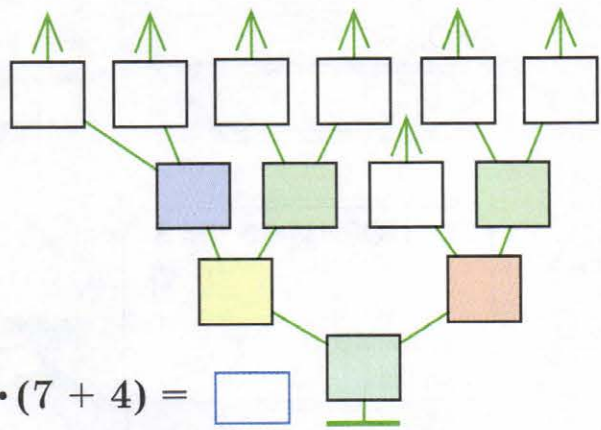 · (7 + 4) =